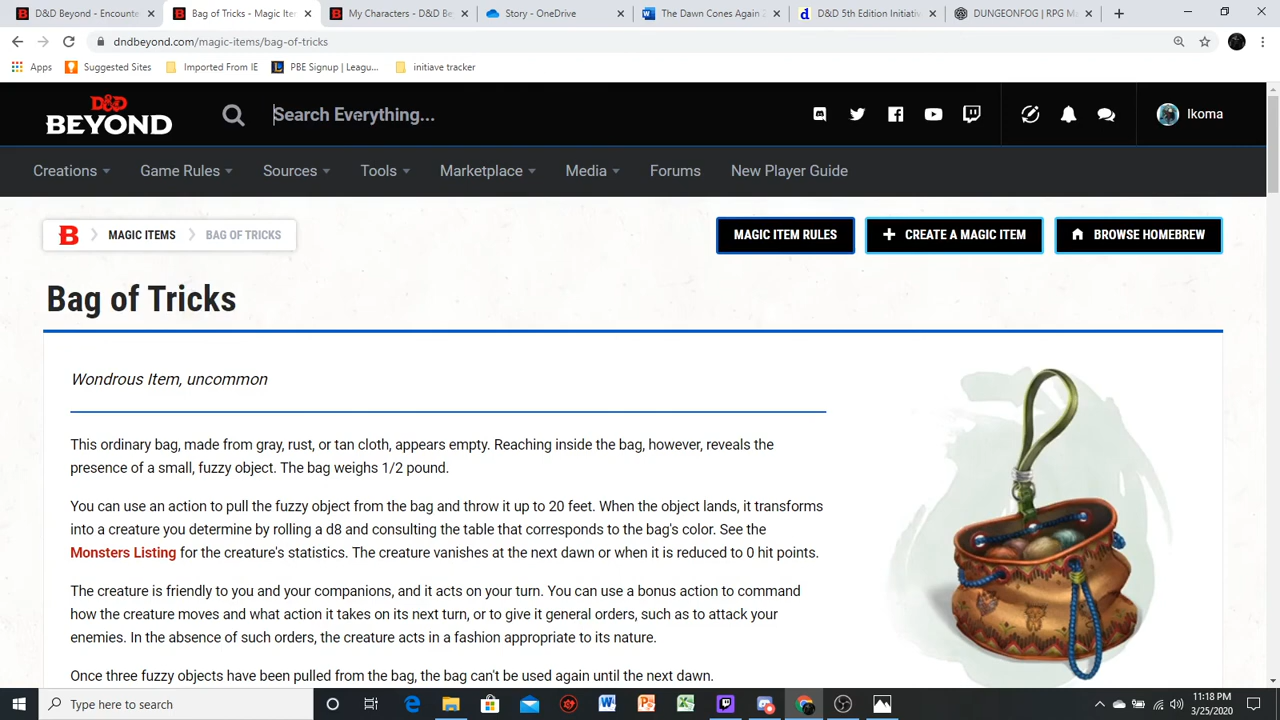 D&D Beyond - Encounte
Bag of Tricks - Magic Iter
My Characters - D&D Be
Story - OneDrive
The Dawn Comes Again
D&D 5th Edition Initiativ
DUNGEONFOG | RPG Ma
dndbeyond.com/magic-items/bag-of-tricks
Apps
Suggested Sites
Imported From IE
PBE Signup | Leagu...
initiave tracker
D&D
BEYOND
Search Everything...
Ikoma
Creations
Game Rules
Sources
Tools
Marketplace
Media
Forums
New Player Guide
MAGIC ITEMS
BAG OF TRICKS
MAGIC ITEM RULES
CREATE A MAGIC ITEM
BROWSE HOMEBREW
Bag of Tricks
Wondrous Item, uncommon
This ordinary bag, made from gray, rust, or tan cloth, appears empty. Reaching inside the bag, however, reveals the
presence of a small, fuzzy object. The bag weighs 1/2 pound.
You can use an action to pull the fuzzy object from the bag and throw it up to 20 feet. When the object lands, it transforms
into a creature you determine by rolling a d8 and consulting the table that corresponds to the bag's color. See the
Monsters Listing for the creature's statistics. The creature vanishes at the next dawn or when it is reduced to 0 hit points.
The creature is friendly to you and your companions, and it acts on your turn. You can use a bonus action to command
how the creature moves and what action it takes on its next turn, or to give it general orders, such as to attack your
enemies. In the absence of such orders, the creature acts in a fashion appropriate to its nature.
Once three fuzzy objects have been pulled from the bag, the bag can't be used again until the next dawn.
Type here to search
11:18 PM
3/25/2020